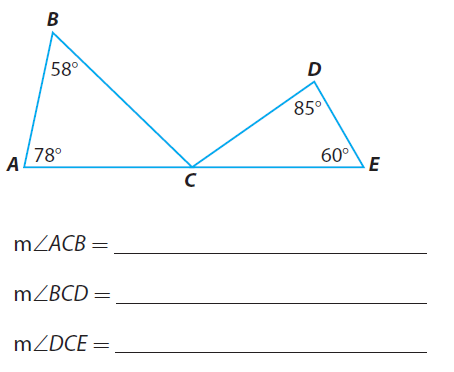 B
58°
D
85°
A
78°
60°
E
C
m∠ACB =
m∠BCD =
m∠DCE =